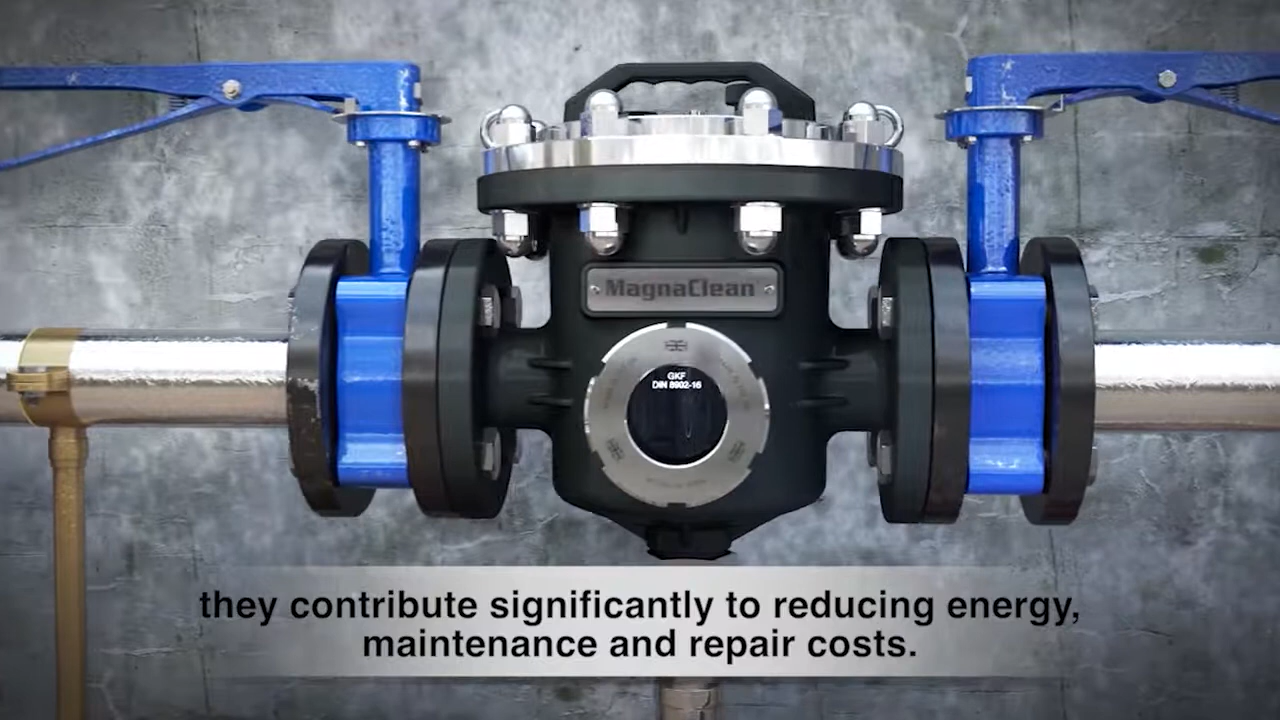 MagnaClean
GKF
DIN 8902-16
they contribute significantly to reducing energy,
maintenance and repair costs.